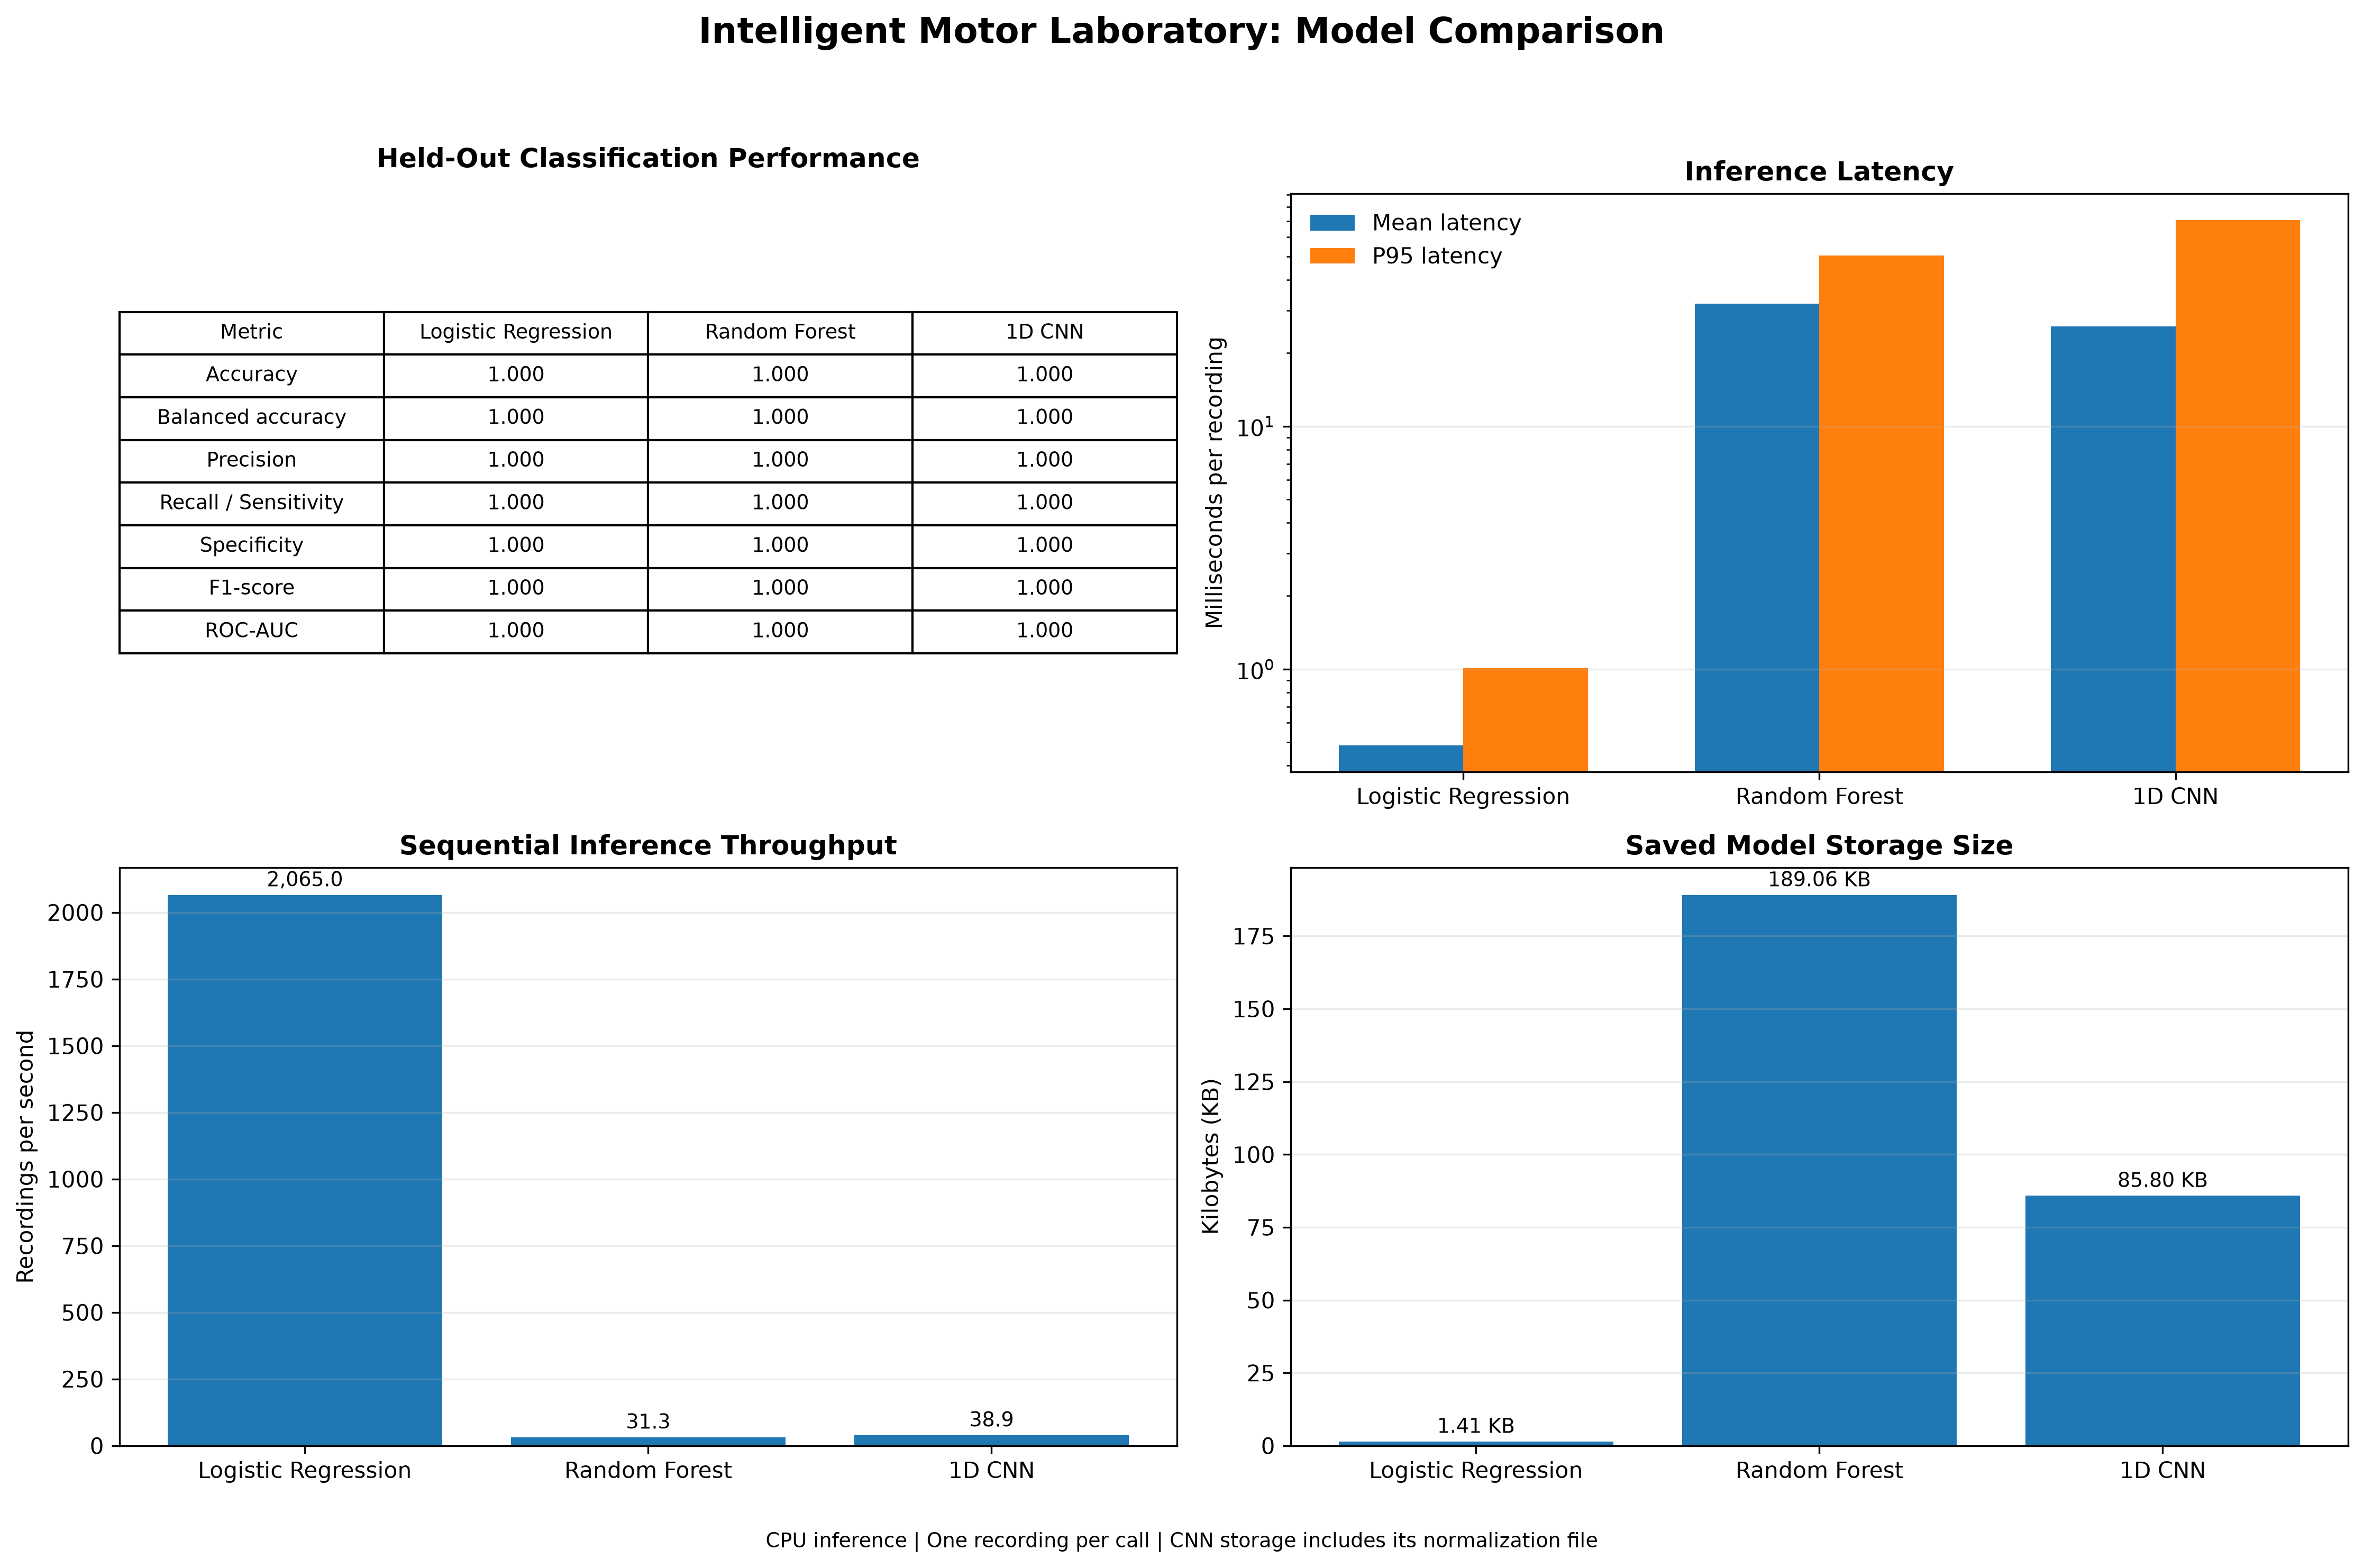 Intelligent Motor Laboratory: Model Comparison
Held-Out Classification Performance
Metric Logistic Regression Random Forest 1D CNN
Accuracy 1.000 1.000 1.000
Balanced accuracy 1.000 1.000 1.000
Precision 1.000 1.000 1.000
Recall / Sensitivity 1.000 1.000 1.000
Specificity 1.000 1.000 1.000
F1-score 1.000 1.000 1.000
ROC-AUC 1.000 1.000 1.000
Inference Latency
Mean latency
P95 latency
Milliseconds per recording
10¹
10⁰
Logistic Regression Random Forest 1D CNN
Sequential Inference Throughput
Recordings per second
2000
1750
1500
1250
1000
750
500
250
0
2,065.0
31.3
38.9
Logistic Regression Random Forest 1D CNN
Saved Model Storage Size
Kilobytes (KB)
175
150
125
100
75
50
25
0
1.41 KB
189.06 KB
85.80 KB
Logistic Regression Random Forest 1D CNN
CPU inference | One recording per call | CNN storage includes its normalization file